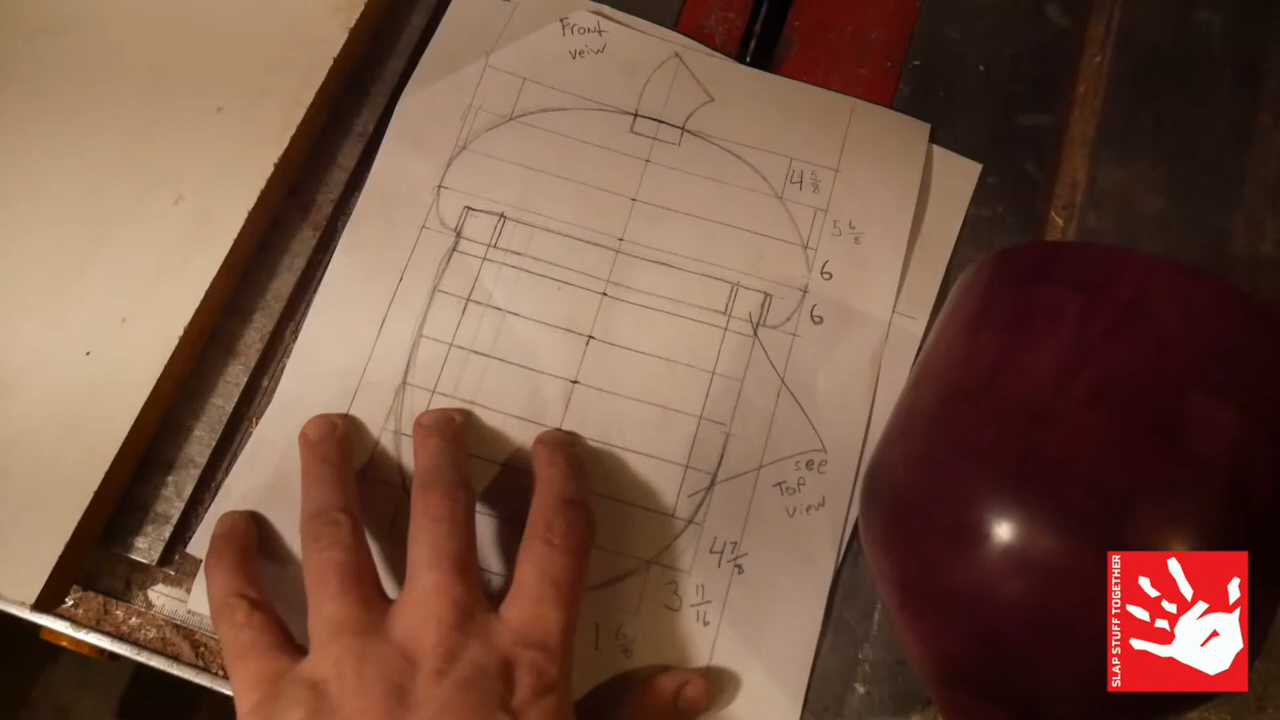 Front
veiw
4 5/8
5 6/8
6
6
see
Top
view
4 7/8
3 11/16
1 6/8
SLAP STUFF TOGETHER